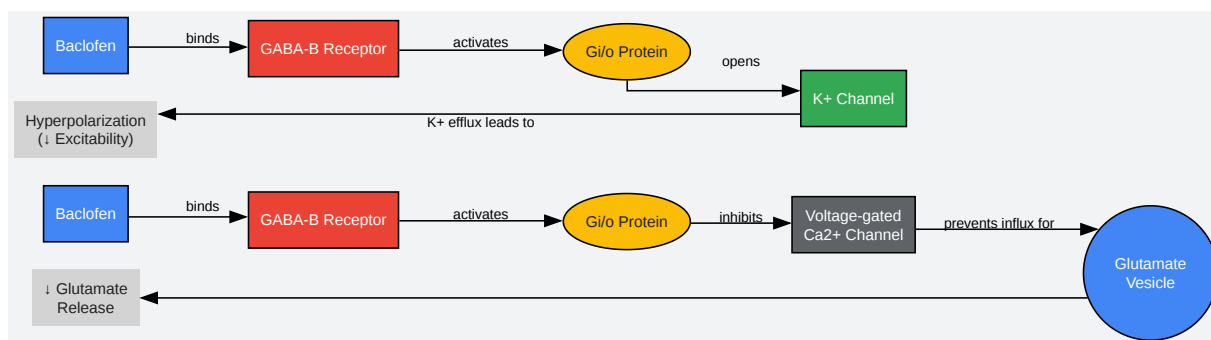 Baclofen
binds
GABA-B Receptor
activates
Gi/o Protein
opens
K+ Channel
K+ efflux leads to
Hyperpolarization
(↓ Excitability)
Baclofen
binds
GABA-B Receptor
activates
Gi/o Protein
inhibits
Voltage-gated
Ca2+ Channel
prevents influx for
Glutamate
Vesicle
↓ Glutamate
Release